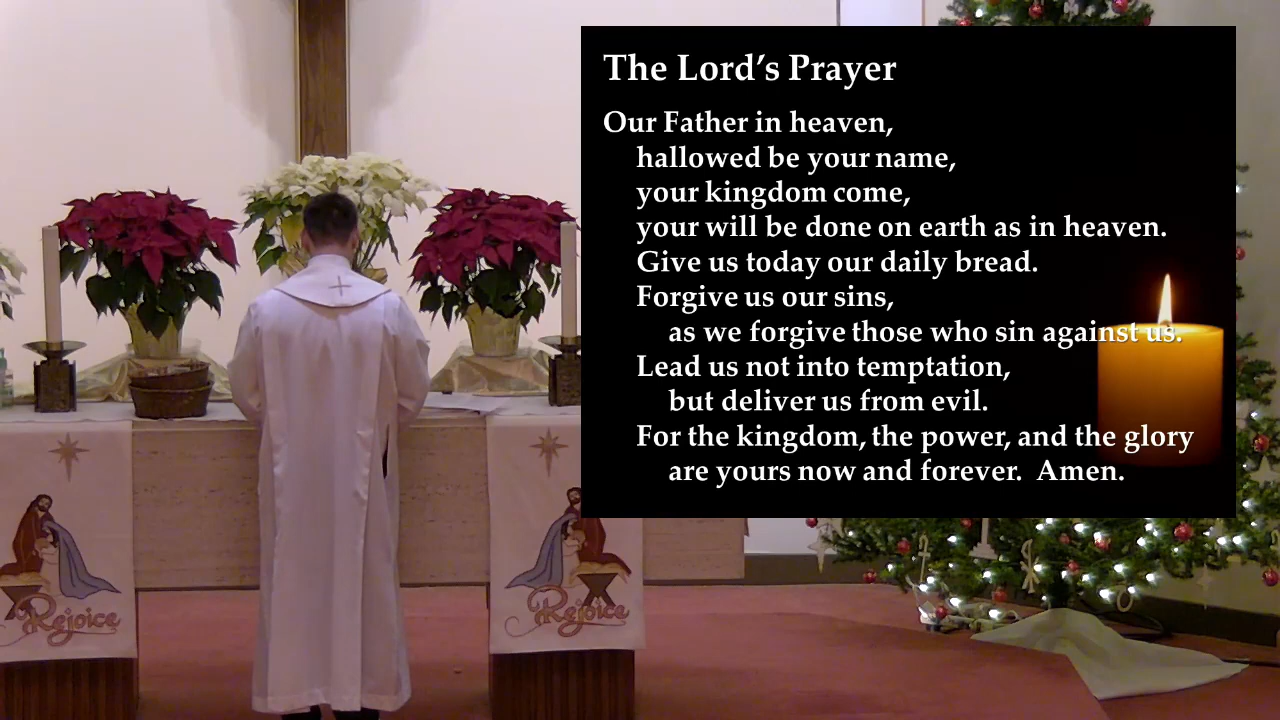 The Lord's Prayer
Our Father in heaven,
hallowed be your name,
your kingdom come,
your will be done on earth as in heaven.
Give us today our daily bread.
Forgive us our sins,
as we forgive those who sin against us.
Lead us not into temptation,
but deliver us from evil.
For the kingdom, the power, and the glory
are yours now and forever.  Amen.
Rejoice
Rejoice